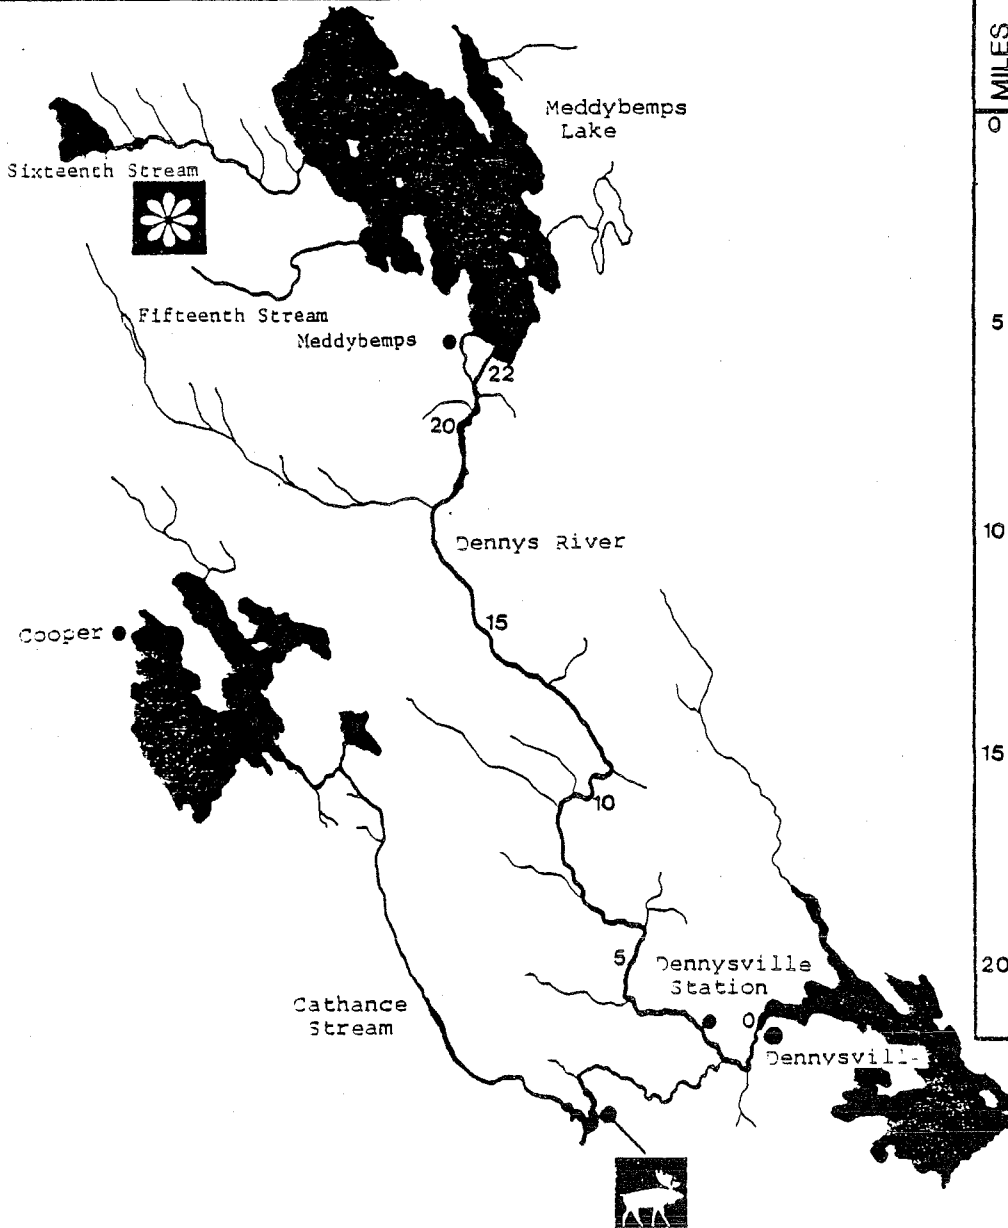 MILES
0
5
10
15
20
Meddybemps
Lake
Sixteenth Stream
Fifteenth Stream
Meddybemps
22
20
Dennys River
15
Cooper
10
5
Dennysville
Station
0
Dennysvill
Cathance
Stream